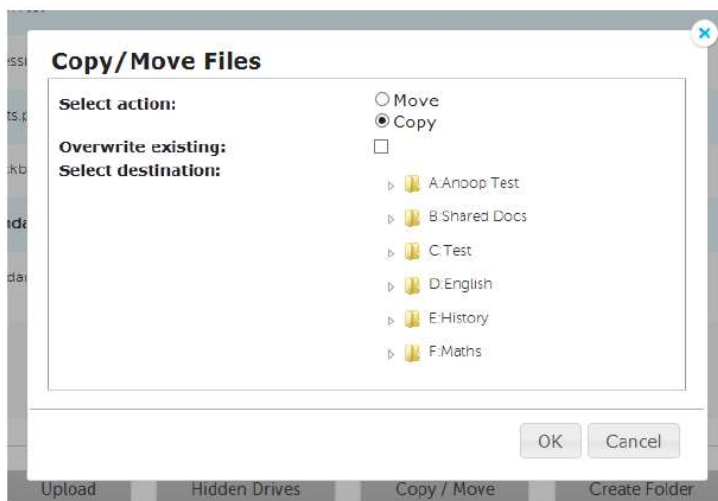 Copy/Move Files
Select action:
Move
Copy
Overwrite existing:
Select destination:
A:Anoop Test
B:Shared Docs
C:Test
D:English
E:History
F:Maths
OK
Cancel
Upload
Hidden Drives
Copy / Move
Create Folder